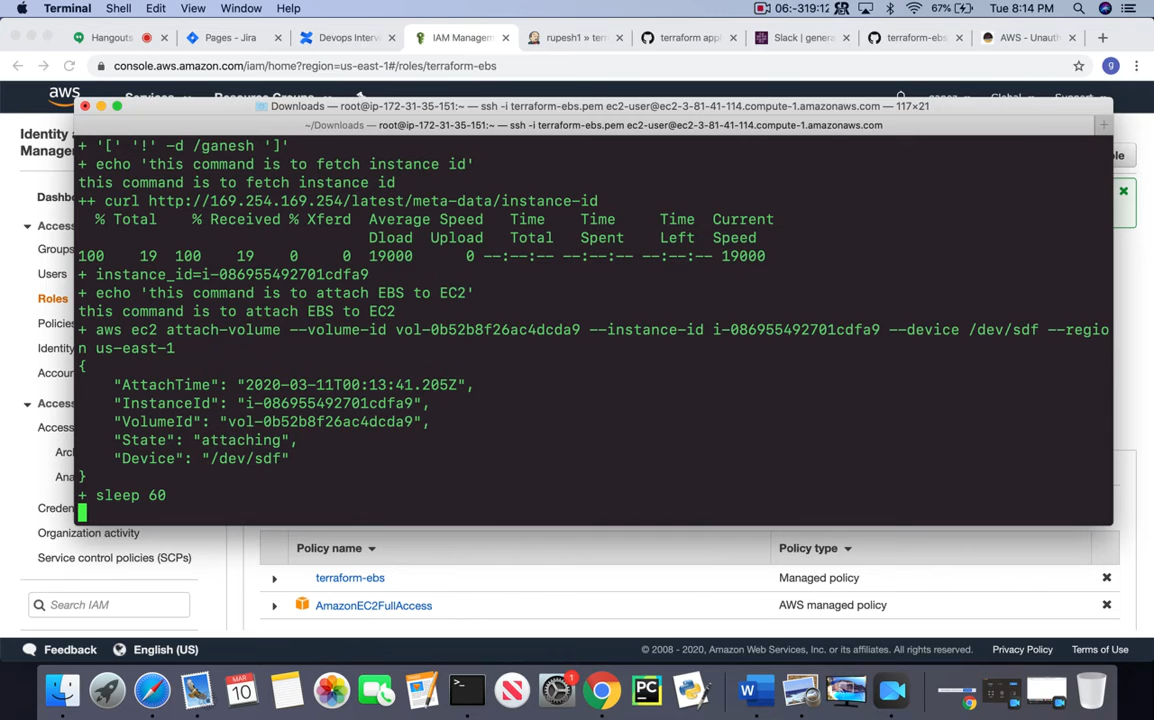 Terminal Shell Edit View Window Help 06:-319:12 67% Tue 8:14 PM
Hangouts Pages - Jira Devops Interv IAM Managem rupesh1 » terr terraform appl Slack | genera terraform-ebs AWS - Unauth
console.aws.amazon.com/iam/home?region=us-east-1#/roles/terraform-ebs
aws
Downloads — root@ip-172-31-35-151:~ — ssh -i terraform-ebs.pem ec2-user@ec2-3-81-41-114.compute-1.amazonaws.com — 117×21
~/Downloads — root@ip-172-31-35-151:~ — ssh -i terraform-ebs.pem ec2-user@ec2-3-81-41-114.compute-1.amazonaws.com
+ '[' '!' -d /ganesh ']'
+ echo 'this command is to fetch instance id'
this command is to fetch instance id
++ curl http://169.254.169.254/latest/meta-data/instance-id
% Total % Received % Xferd Average Speed Time Time Time Current
Dload Upload Total Spent Left Speed
100 19 100 19 0 0 19000 0 --:--:-- --:--:-- --:--:-- 19000
+ instance_id=i-086955492701cdfa9
+ echo 'this command is to attach EBS to EC2'
this command is to attach EBS to EC2
+ aws ec2 attach-volume --volume-id vol-0b52b8f26ac4dcda9 --instance-id i-086955492701cdfa9 --device /dev/sdf --regio
n us-east-1
{
"AttachTime": "2020-03-11T00:13:41.205Z",
"InstanceId": "i-086955492701cdfa9",
"VolumeId": "vol-0b52b8f26ac4dcda9",
"State": "attaching",
"Device": "/dev/sdf"
}
+ sleep 60
Identity a
Manageme
Dashb
Access
Groups
Users
Roles
Policies
Identity
Accoun
Access
Access
Arc
Ana
Creden
Organization activity
Service control policies (SCPs)
Search IAM
Policy name Policy type
terraform-ebs Managed policy
AmazonEC2FullAccess AWS managed policy
Feedback English (US) © 2008 - 2020, Amazon Web Services, Inc. or its affiliates. All rights reserved. Privacy Policy Terms of Use
MAR
10
1
PC
W